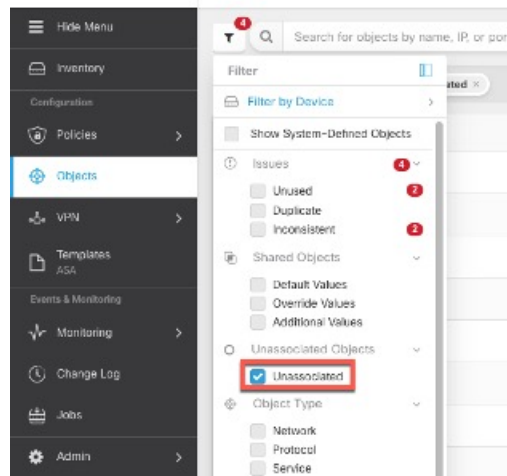 Hide Menu
Inventory
Configuration
Policies
Objects
VPN
Templates
ASA
Events & Monitoring
Monitoring
Change Log
Jobs
Admin
4
Search for objects by name, IP, or por
Filter
ated ×
Filter by Device
Show System-Defined Objects
Issues 4
Unused 2
Duplicate
Inconsistent 2
Shared Objects
Default Values
Override Values
Additional Values
Unassociated Objects
Unassociated
Object Type
Network
Protocol
Service